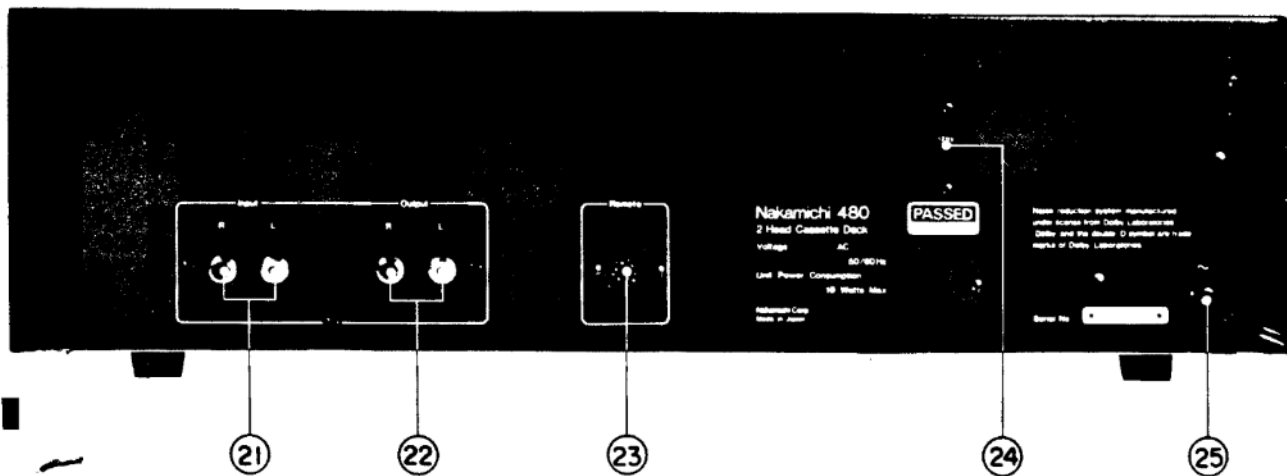 Input
Output
Remote
R L
R L
Nakamichi 480
2 Head Cassette Deck
Voltage AC
50/60Hz
Unit Power Consumption
Watts Max
Nakamichi Corp.
Made in Japan
PASSED
Noise reduction system manufactured
under license from Dolby Laboratories
Dolby and the double D symbol are trade
marks of Dolby Laboratories
Serial No
~
21
22
23
24
25